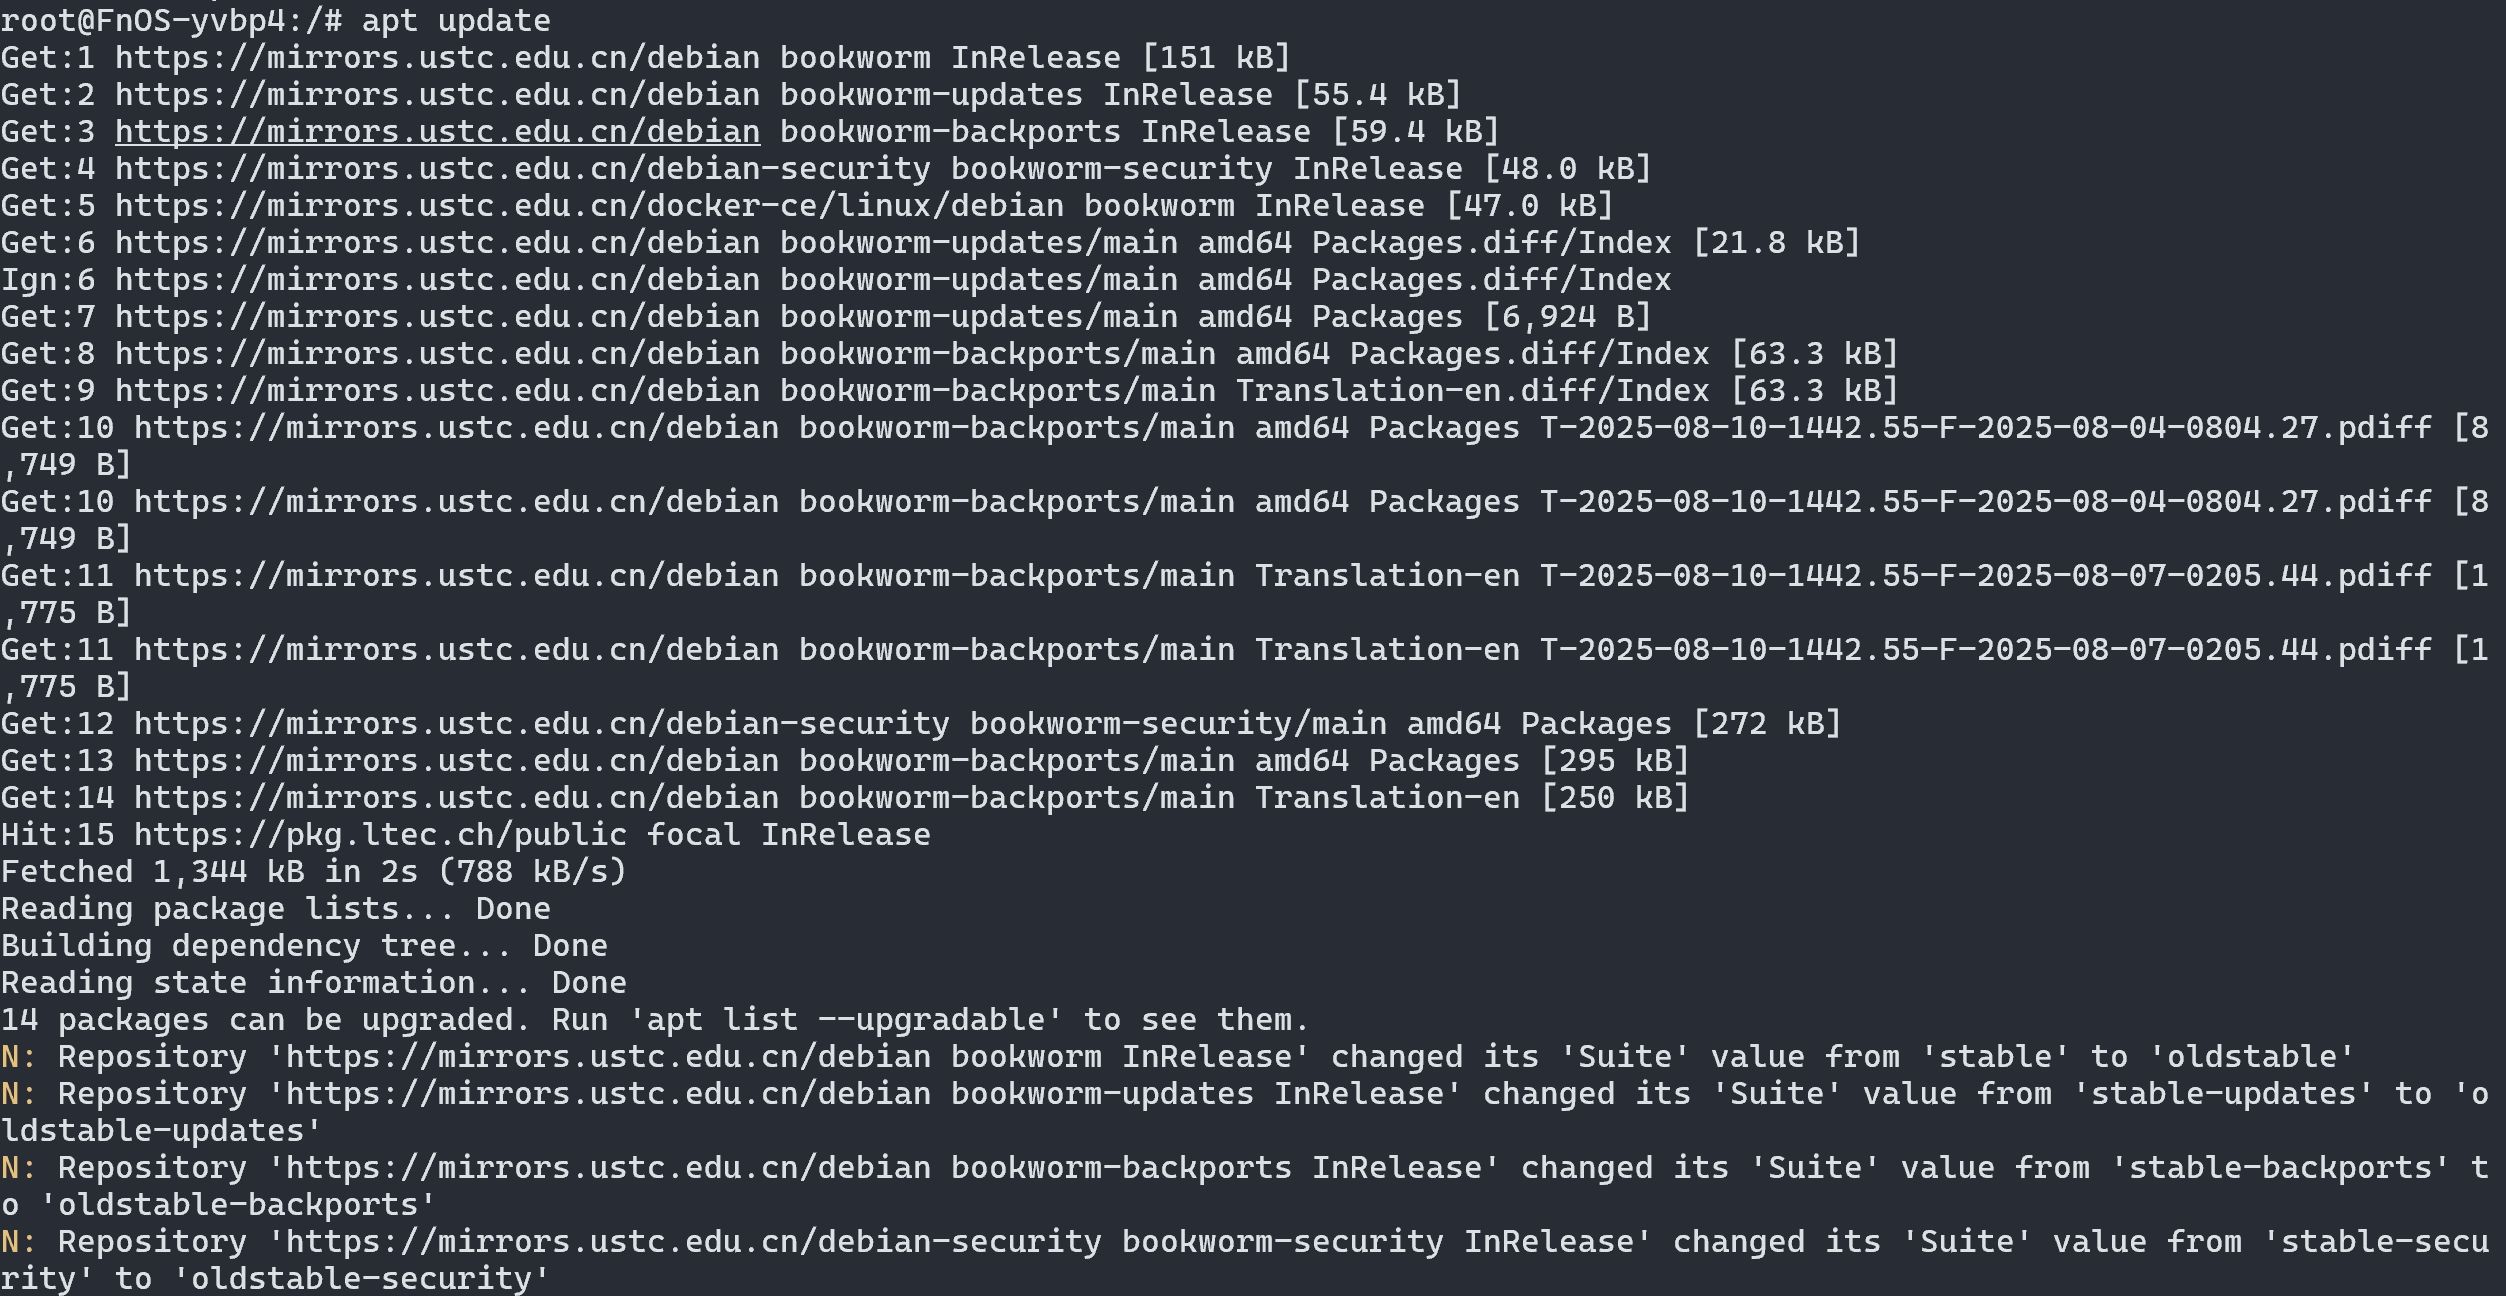 root@FnOS-yvbp4:/# apt update
Get:1 https://mirrors.ustc.edu.cn/debian bookworm InRelease [151 kB]
Get:2 https://mirrors.ustc.edu.cn/debian bookworm-updates InRelease [55.4 kB]
Get:3 https://mirrors.ustc.edu.cn/debian bookworm-backports InRelease [59.4 kB]
Get:4 https://mirrors.ustc.edu.cn/debian-security bookworm-security InRelease [48.0 kB]
Get:5 https://mirrors.ustc.edu.cn/docker-ce/linux/debian bookworm InRelease [47.0 kB]
Get:6 https://mirrors.ustc.edu.cn/debian bookworm-updates/main amd64 Packages.diff/Index [21.8 kB]
Ign:6 https://mirrors.ustc.edu.cn/debian bookworm-updates/main amd64 Packages.diff/Index
Get:7 https://mirrors.ustc.edu.cn/debian bookworm-updates/main amd64 Packages [6,924 B]
Get:8 https://mirrors.ustc.edu.cn/debian bookworm-backports/main amd64 Packages.diff/Index [63.3 kB]
Get:9 https://mirrors.ustc.edu.cn/debian bookworm-backports/main Translation-en.diff/Index [63.3 kB]
Get:10 https://mirrors.ustc.edu.cn/debian bookworm-backports/main amd64 Packages T-2025-08-10-1442.55-F-2025-08-04-0804.27.pdiff [8
,749 B]
Get:10 https://mirrors.ustc.edu.cn/debian bookworm-backports/main amd64 Packages T-2025-08-10-1442.55-F-2025-08-04-0804.27.pdiff [8
,749 B]
Get:11 https://mirrors.ustc.edu.cn/debian bookworm-backports/main Translation-en T-2025-08-10-1442.55-F-2025-08-07-0205.44.pdiff [1
,775 B]
Get:11 https://mirrors.ustc.edu.cn/debian bookworm-backports/main Translation-en T-2025-08-10-1442.55-F-2025-08-07-0205.44.pdiff [1
,775 B]
Get:12 https://mirrors.ustc.edu.cn/debian-security bookworm-security/main amd64 Packages [272 kB]
Get:13 https://mirrors.ustc.edu.cn/debian bookworm-backports/main amd64 Packages [295 kB]
Get:14 https://mirrors.ustc.edu.cn/debian bookworm-backports/main Translation-en [250 kB]
Hit:15 https://pkg.ltec.ch/public focal InRelease
Fetched 1,344 kB in 2s (788 kB/s)
Reading package lists... Done
Building dependency tree... Done
Reading state information... Done
14 packages can be upgraded. Run 'apt list --upgradable' to see them.
N: Repository 'https://mirrors.ustc.edu.cn/debian bookworm InRelease' changed its 'Suite' value from 'stable' to 'oldstable'
N: Repository 'https://mirrors.ustc.edu.cn/debian bookworm-updates InRelease' changed its 'Suite' value from 'stable-updates' to 'o
ldstable-updates'
N: Repository 'https://mirrors.ustc.edu.cn/debian bookworm-backports InRelease' changed its 'Suite' value from 'stable-backports' t
o 'oldstable-backports'
N: Repository 'https://mirrors.ustc.edu.cn/debian-security bookworm-security InRelease' changed its 'Suite' value from 'stable-secu
rity' to 'oldstable-security'